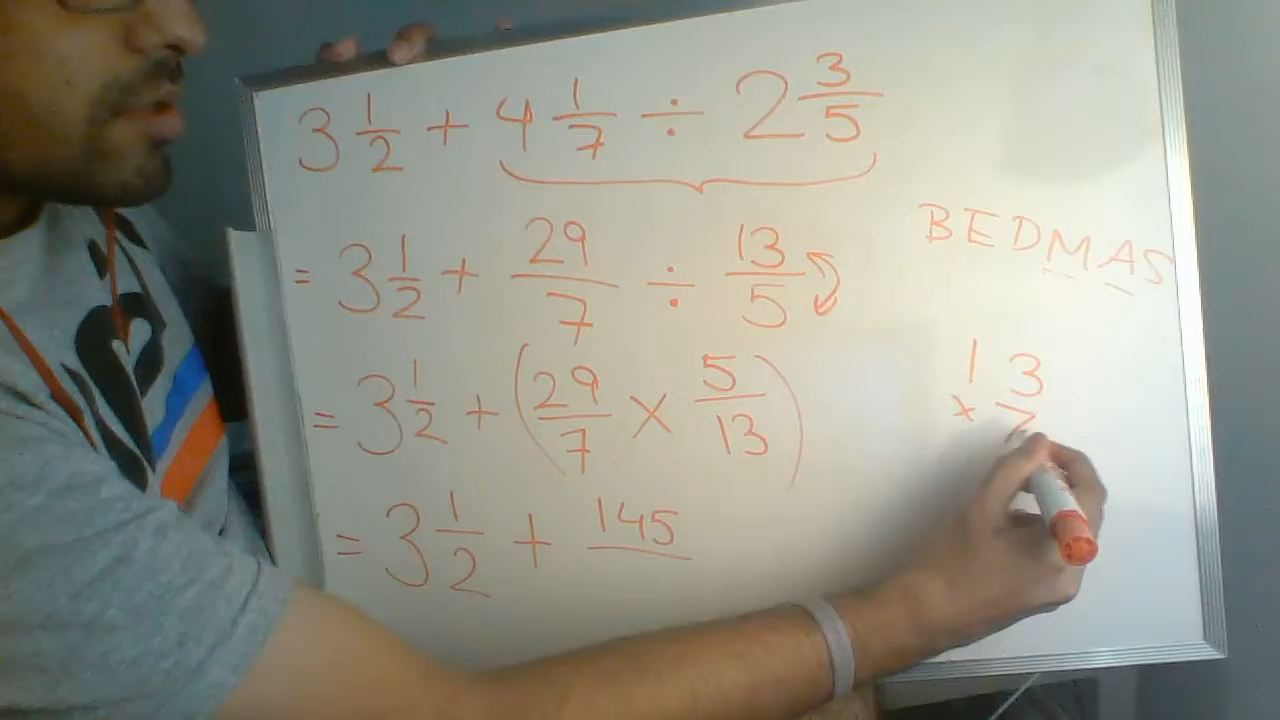 3 1/2 + 4 1/7 ÷ 2 3/5
= 3 1/2 + 29/7 ÷ 13/5
BEDMAS
= 3 1/2 + (29/7 × 5/13)
13
× 7
= 3 1/2 + 145/